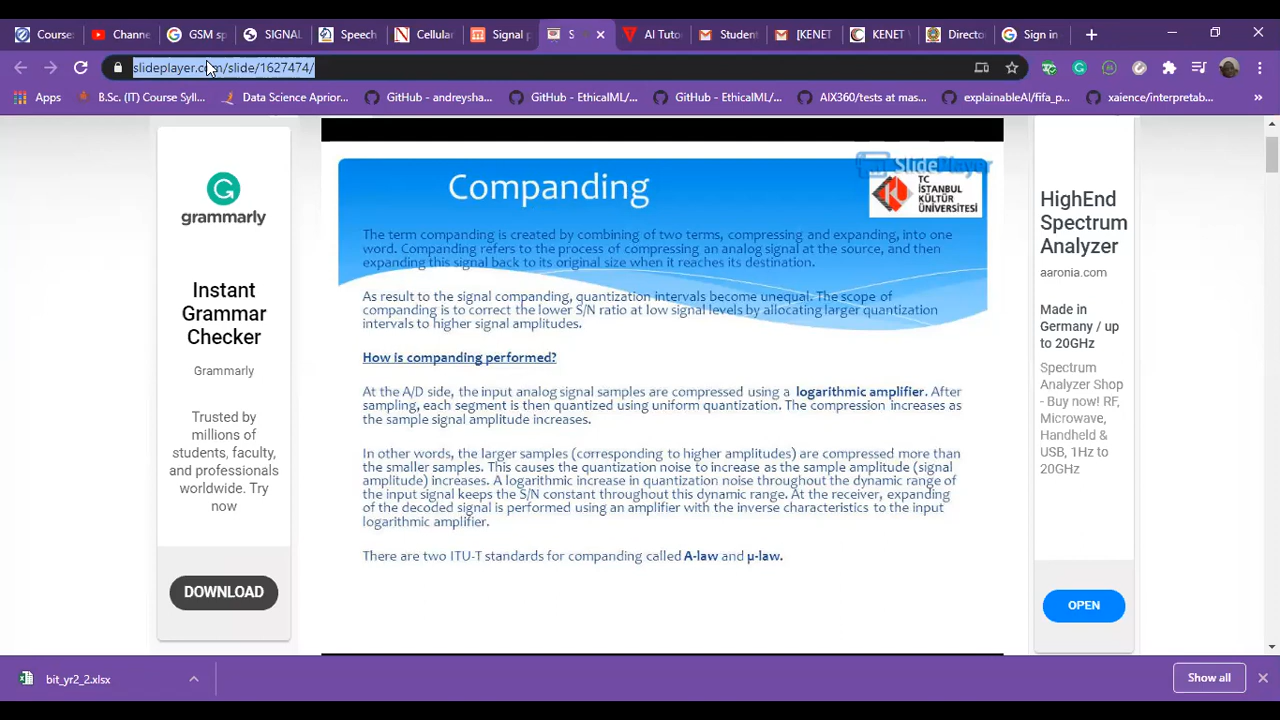 Course
Chann
GSM sp
SIGNAL
Speech
Cellular
Signal p
S
AI Tuto
Student
[KENET
KENET V
Directo
Sign in
slideplayer.com/slide/1627474/
Apps
B.Sc. (IT) Course Syll...
Data Science Aprior...
GitHub - andreysha...
GitHub - EthicalML/...
GitHub - EthicalML/...
AIX360/tests at mas...
explainableAI/fifa_p...
xaience/interpretab...
»
SlidePlayer
Companding
TC
İSTANBUL
KÜLTÜR
ÜNİVERSİTESİ
The term companding is created by combining of two terms, compressing and expanding, into one
word. Companding refers to the process of compressing an analog signal at the source, and then
expanding this signal back to its original size when it reaches its destination.
As result to the signal companding, quantization intervals become unequal. The scope of
companding is to correct the lower S/N ratio at low signal levels by allocating larger quantization
intervals to higher signal amplitudes.
How is companding performed?
At the A/D side, the input analog signal samples are compressed using a logarithmic amplifier. After
sampling, each segment is then quantized using uniform quantization. The compression increases as
the sample signal amplitude increases.
In other words, the larger samples (corresponding to higher amplitudes) are compressed more than
the smaller samples. This causes the quantization noise to increase as the sample amplitude (signal
amplitude) increases. A logarithmic increase in quantization noise throughout the dynamic range of
the input signal keeps the S/N constant throughout this dynamic range. At the receiver, expanding
of the decoded signal is performed using an amplifier with the inverse characteristics to the input
logarithmic amplifier.
There are two ITU-T standards for companding called A-law and μ-law.
grammarly
Instant
Grammar
Checker
Grammarly
Trusted by
millions of
students, faculty,
and professionals
worldwide. Try
now
DOWNLOAD
HighEnd
Spectrum
Analyzer
aaronia.com
Made in
Germany / up
to 20GHz
Spectrum
Analyzer Shop
- Buy now! RF,
Microwave,
Handheld &
USB, 1Hz to
20GHz
OPEN
bit_yr2_2.xlsx
Show all